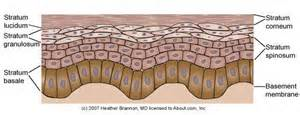 Stratum
lucidum
Stratum
granulosum
Stratum
basale
Stratum
corneum
Stratum
spinosum
Basement
membrane
(c) 2007 Heather Brannon, MD licensed to About.com, Inc